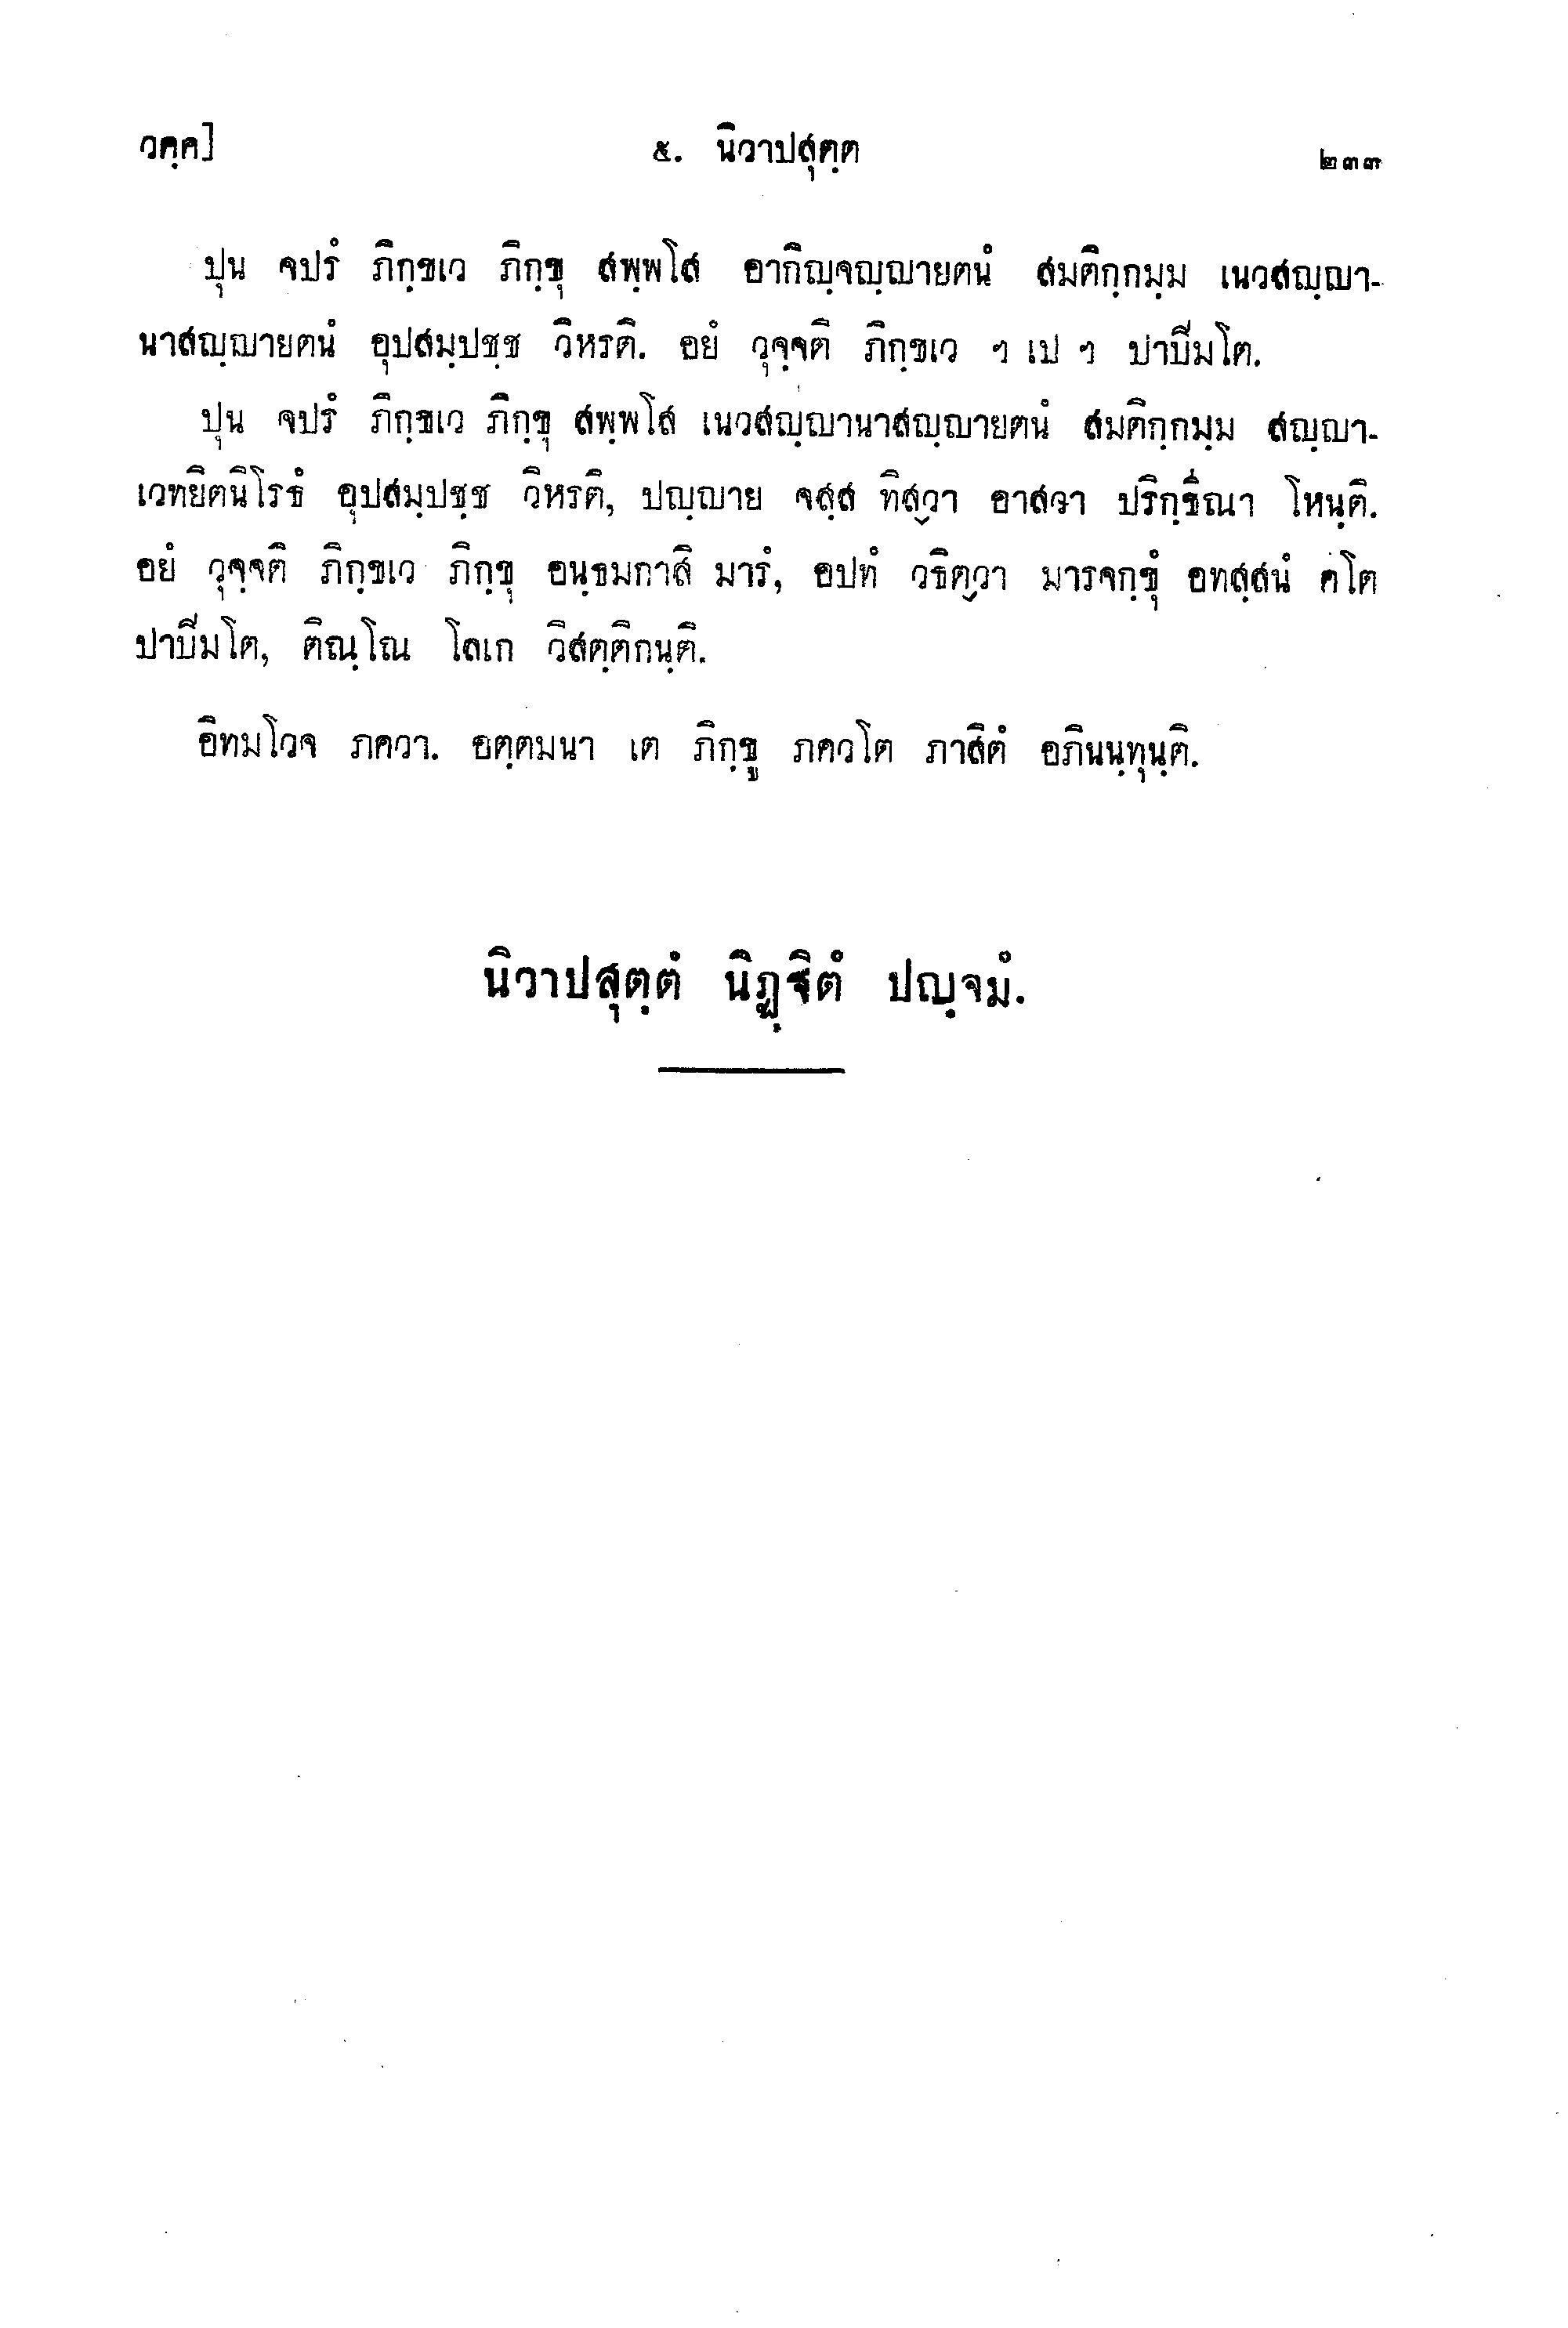 วคฺค] ๕. นิวาปสุตฺต ๒๓๓
ปุน จปรํ ภิกฺขเว ภิกฺขุ สพฺพโส อากิญฺจญฺญายตนํ สมติกฺกมฺม เนวสญฺญา-
นาสญฺญายตนํ อุปสมฺปชฺช วิหรติ. อยํ วุจฺจติ ภิกฺขเว ฯ เป ฯ ปาปิมโต.
ปุน จปรํ ภิกฺขเว ภิกฺขุ สพฺพโส เนวสญฺญานาสญฺญายตนํ สมติกฺกมฺม สญฺญา-
เวทยิตนิโรธํ อุปสมฺปชฺช วิหรติ, ปญฺญาย จสฺส ทิสฺวา อาสวา ปริกฺขีณา โหนฺติ.
อยํ วุจฺจติ ภิกฺขเว ภิกฺขุ อนฺธมกาสิ มารํ, อปทํ วธิตฺวา มารจกฺขุํ อทสฺสนํ คโต
ปาปิมโต, ติณฺโณ โลเก วิสตฺติกนฺติ.
อิทมโวจ ภควา. อตฺตมนา เต ภิกฺขู ภควโต ภาสิตํ อภินนฺทุนฺติ.
นิวาปสุตฺตํ นิฏฺฐิตํ ปญฺจมํ.